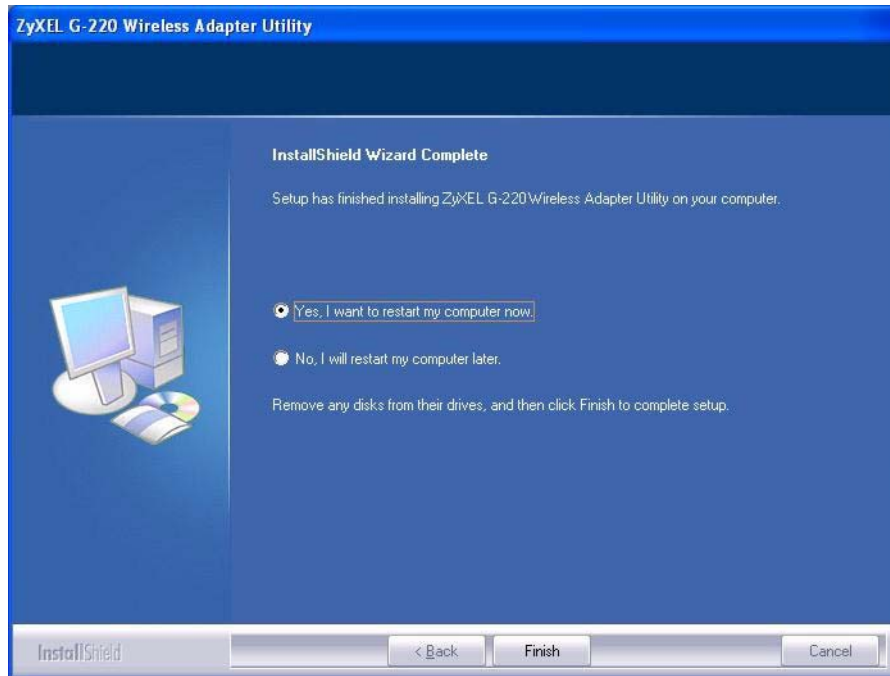 ZyXEL G-220 Wireless Adapter Utility
InstallShield Wizard Complete
Setup has finished installing ZyXEL G-220 Wireless Adapter Utility on your computer.
Yes, I want to restart my computer now.
No, I will restart my computer later.
Remove any disks from their drives, and then click Finish to complete setup.
InstallShield
< Back
Finish
Cancel